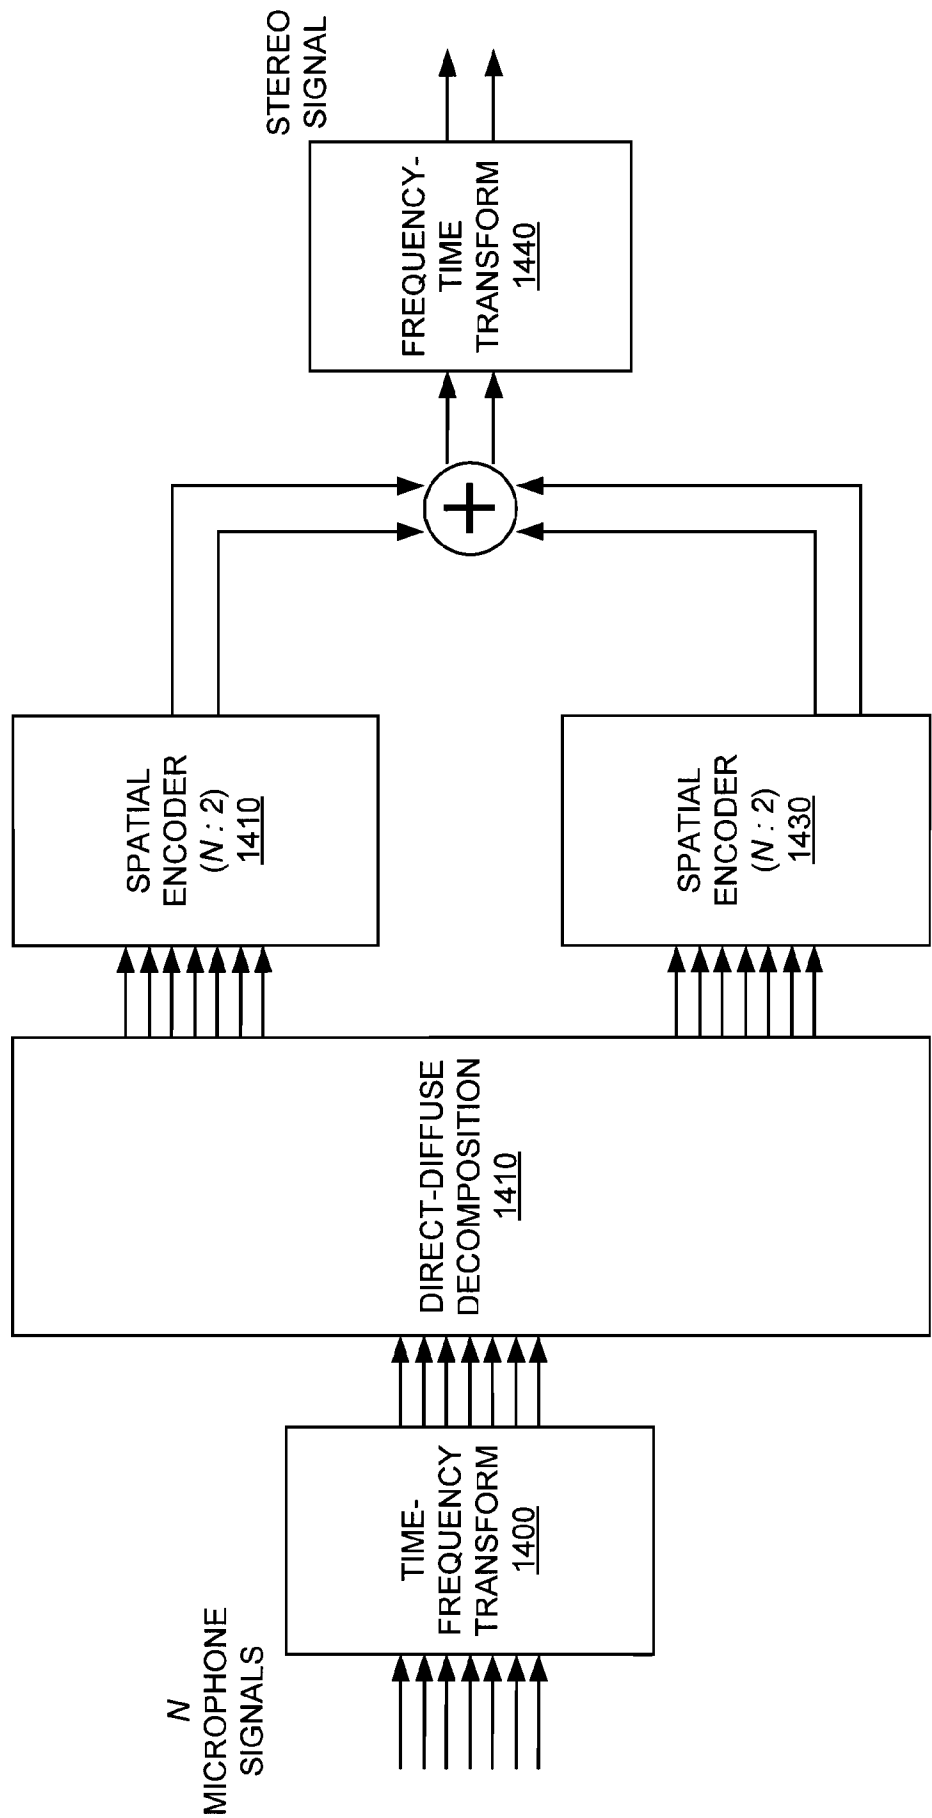 N
MICROPHONE
SIGNALS
TIME-
FREQUENCY
TRANSFORM
1400
DIRECT-DIFFUSE
DECOMPOSITION
1410
SPATIAL
ENCODER
(N : 2)
1410
SPATIAL
ENCODER
(N : 2)
1430
+
FREQUENCY-
TIME
TRANSFORM
1440
STEREO
SIGNAL